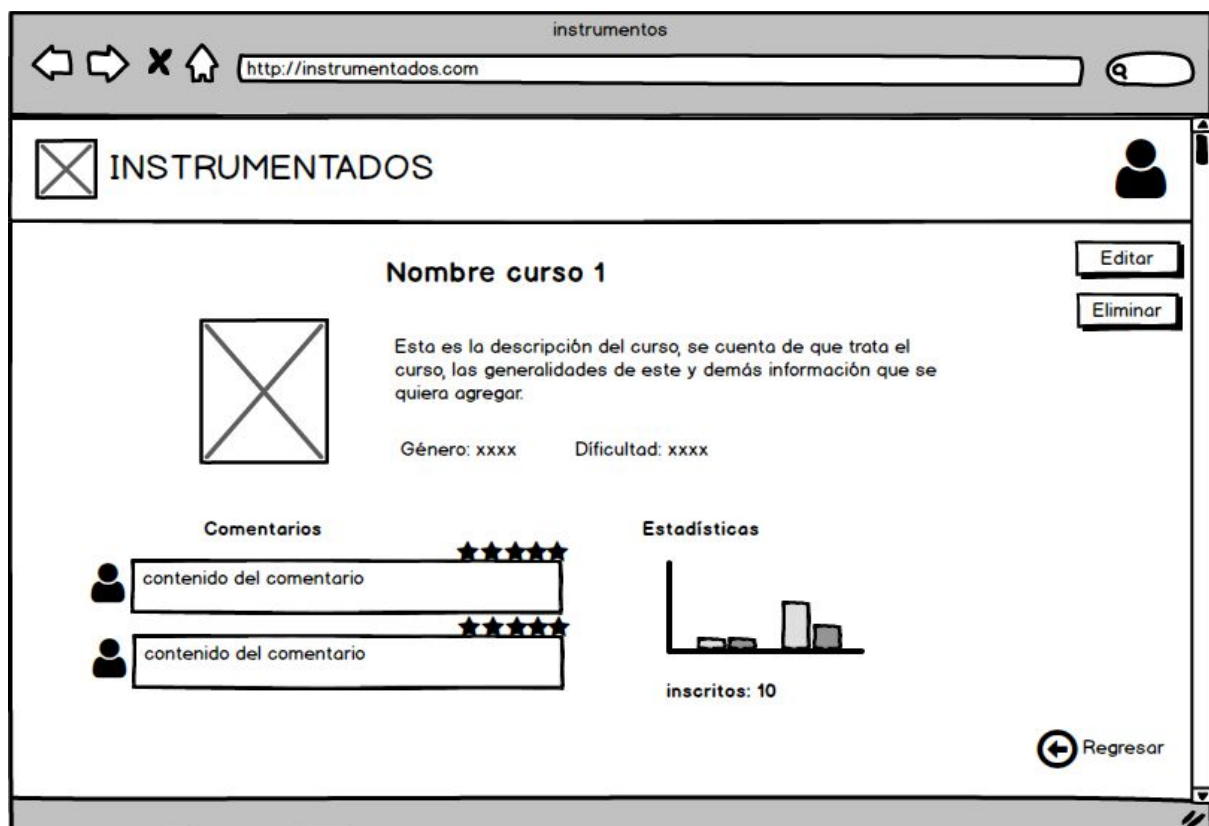 instrumentos
http://instrumentados.com
INSTRUMENTADOS
Editar
Nombre curso 1
Eliminar
Esta es la descripción del curso, se cuenta de que trata el
curso, las generalidades de este y demás información que se
quiera agregar.
Género: xxxx Díficultad: xxxx
Comentarios
contenido del comentario
contenido del comentario
Estadísticas
inscritos: 10
Regresar